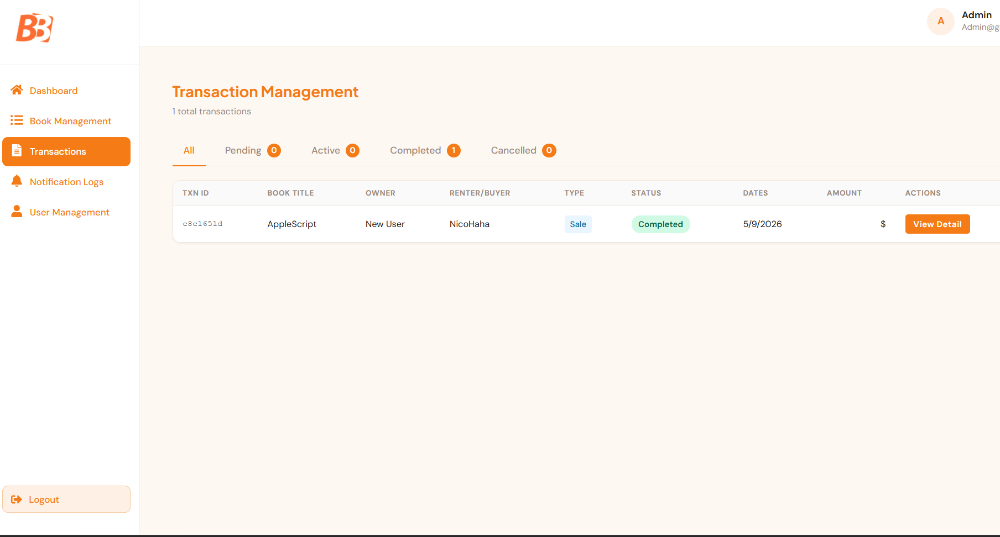 BB
Admin
A
Admin@g
Dashboard
Book Management
Transactions
Notification Logs
User Management
Logout
Transaction Management
1 total transactions
All Pending 0 Active 0 Completed 1 Cancelled 0
TXN ID BOOK TITLE OWNER RENTER/BUYER TYPE STATUS DATES AMOUNT ACTIONS
c8c1651d AppleScript New User NicoHaha Sale Completed 5/9/2026 $ View Detail